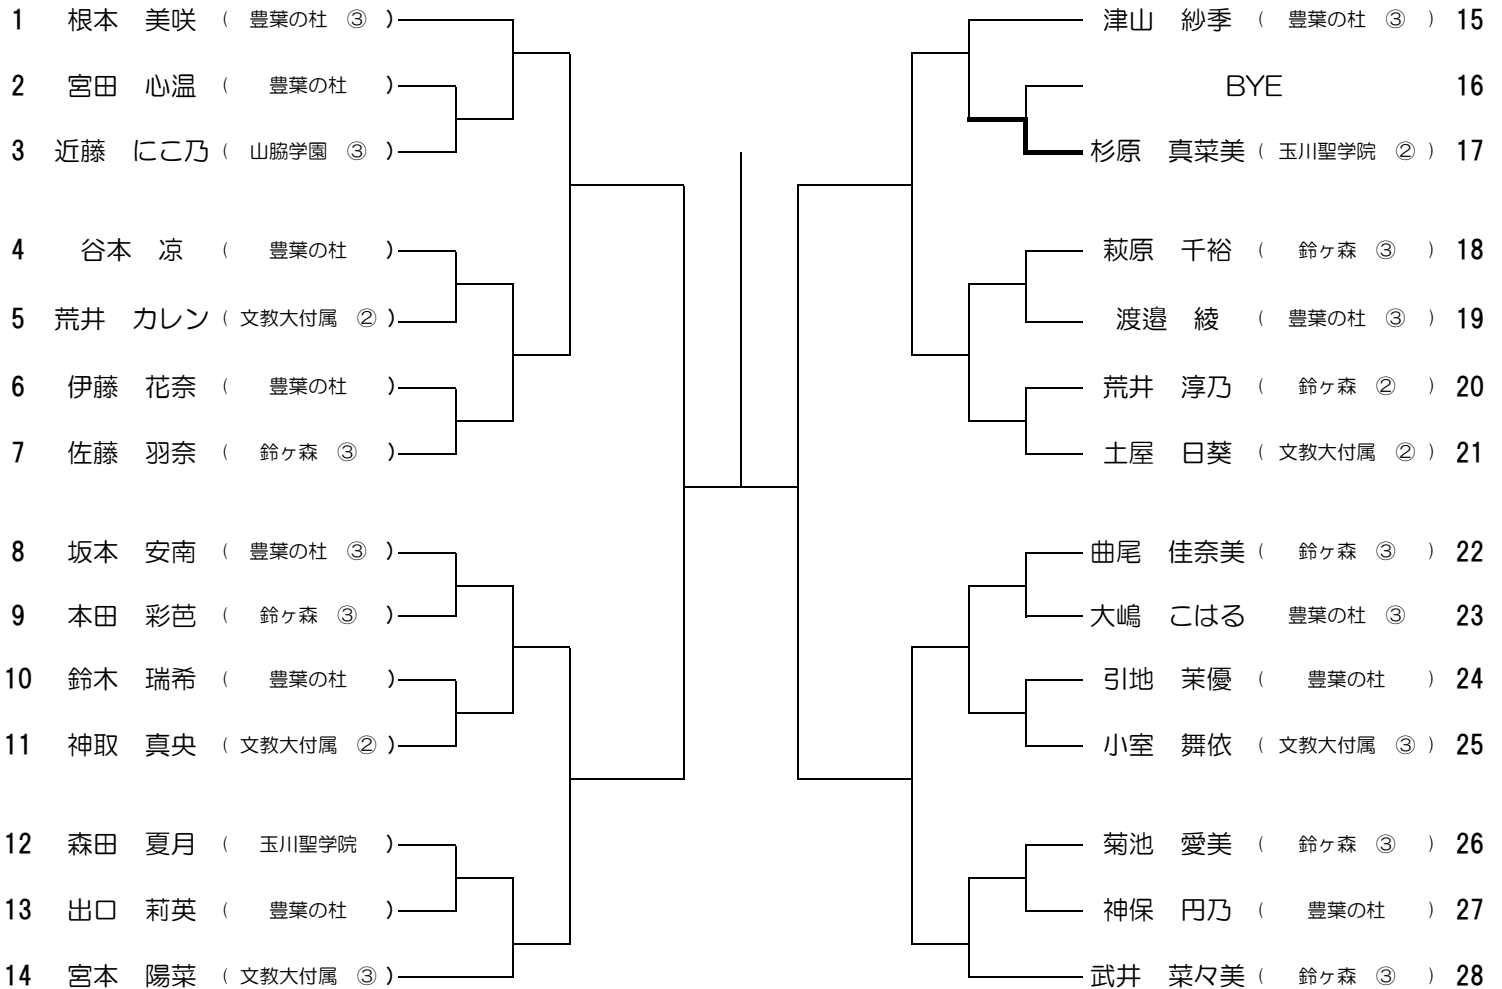 1 根本 美咲 ( 豊葉の杜 ③ )
2 宮田 心温 ( 豊葉の杜 )
3 近藤 にこ乃 ( 山脇学園 ③ )
4 谷本 凉 ( 豊葉の杜 )
5 荒井 カレン ( 文教大付属 ② )
6 伊藤 花奈 ( 豊葉の杜 )
7 佐藤 羽奈 ( 鈴ヶ森 ③ )
8 坂本 安南 ( 豊葉の杜 ③ )
9 本田 彩芭 ( 鈴ヶ森 ③ )
10 鈴木 瑞希 ( 豊葉の杜 )
11 神取 真央 ( 文教大付属 ② )
12 森田 夏月 ( 玉川聖学院 )
13 出口 莉英 ( 豊葉の杜 )
14 宮本 陽菜 ( 文教大付属 ③ )
津山 紗季 ( 豊葉の杜 ③ ) 15
BYE 16
杉原 真菜美 ( 玉川聖学院 ② ) 17
萩原 千裕 ( 鈴ヶ森 ③ ) 18
渡邉 綾 ( 豊葉の杜 ③ ) 19
荒井 淳乃 ( 鈴ヶ森 ② ) 20
土屋 日葵 ( 文教大付属 ② ) 21
曲尾 佳奈美 ( 鈴ヶ森 ③ ) 22
大嶋 こはる 豊葉の杜 ③ 23
引地 茉優 ( 豊葉の杜 ) 24
小室 舞依 ( 文教大付属 ③ ) 25
菊池 愛美 ( 鈴ヶ森 ③ ) 26
神保 円乃 ( 豊葉の杜 ) 27
武井 菜々美 ( 鈴ヶ森 ③ ) 28